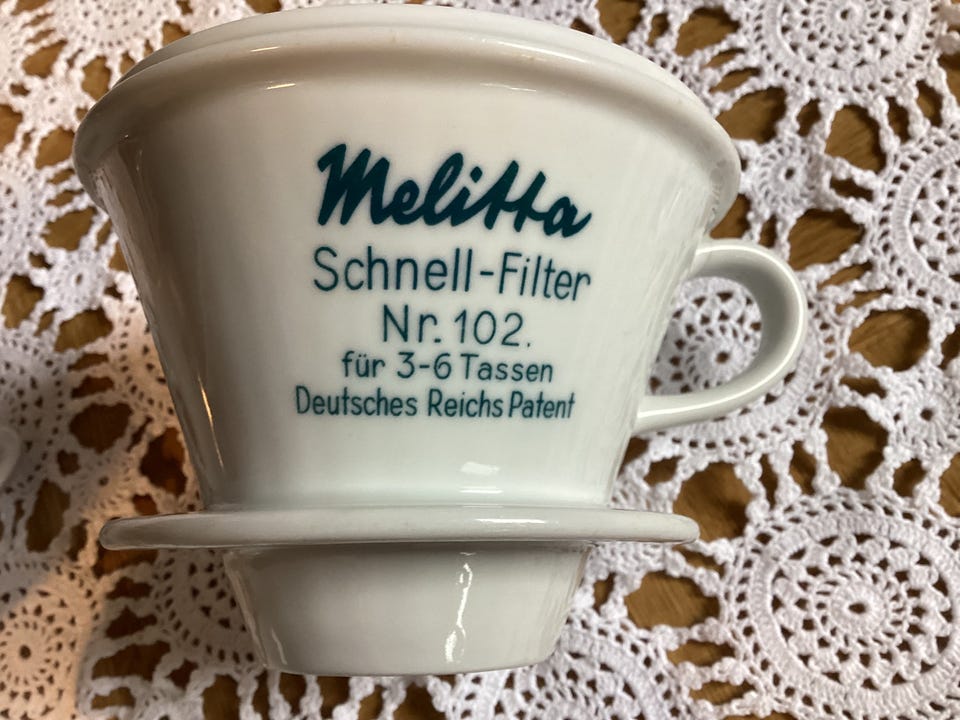 Melitta
Schnell-Filter
Nr. 102.
für 3-6 Tassen
Deutsches Reichs Patent